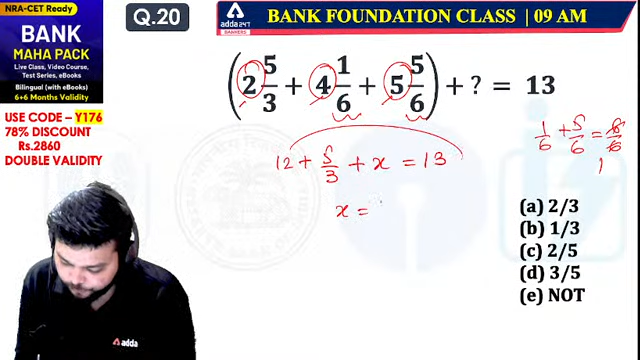 NRA-CET Ready
BANK
MAHA PACK
Live Class, Video Course,
Test Series, eBooks
Bilingual (with eBooks)
6+6 Months Validity
USE CODE – Y176
78% DISCOUNT
Rs.2860
DOUBLE VALIDITY
Q.20
adda247
BANKERS
BANK FOUNDATION CLASS | 09 AM
(2 5/3 + 4 1/6 + 5 5/6) + ? = 13
1/6 + 5/6 = 6/6
1
12 + 5/3 + x = 13
x =
(a) 2/3
(b) 1/3
(c) 2/5
(d) 3/5
(e) NOT
adda